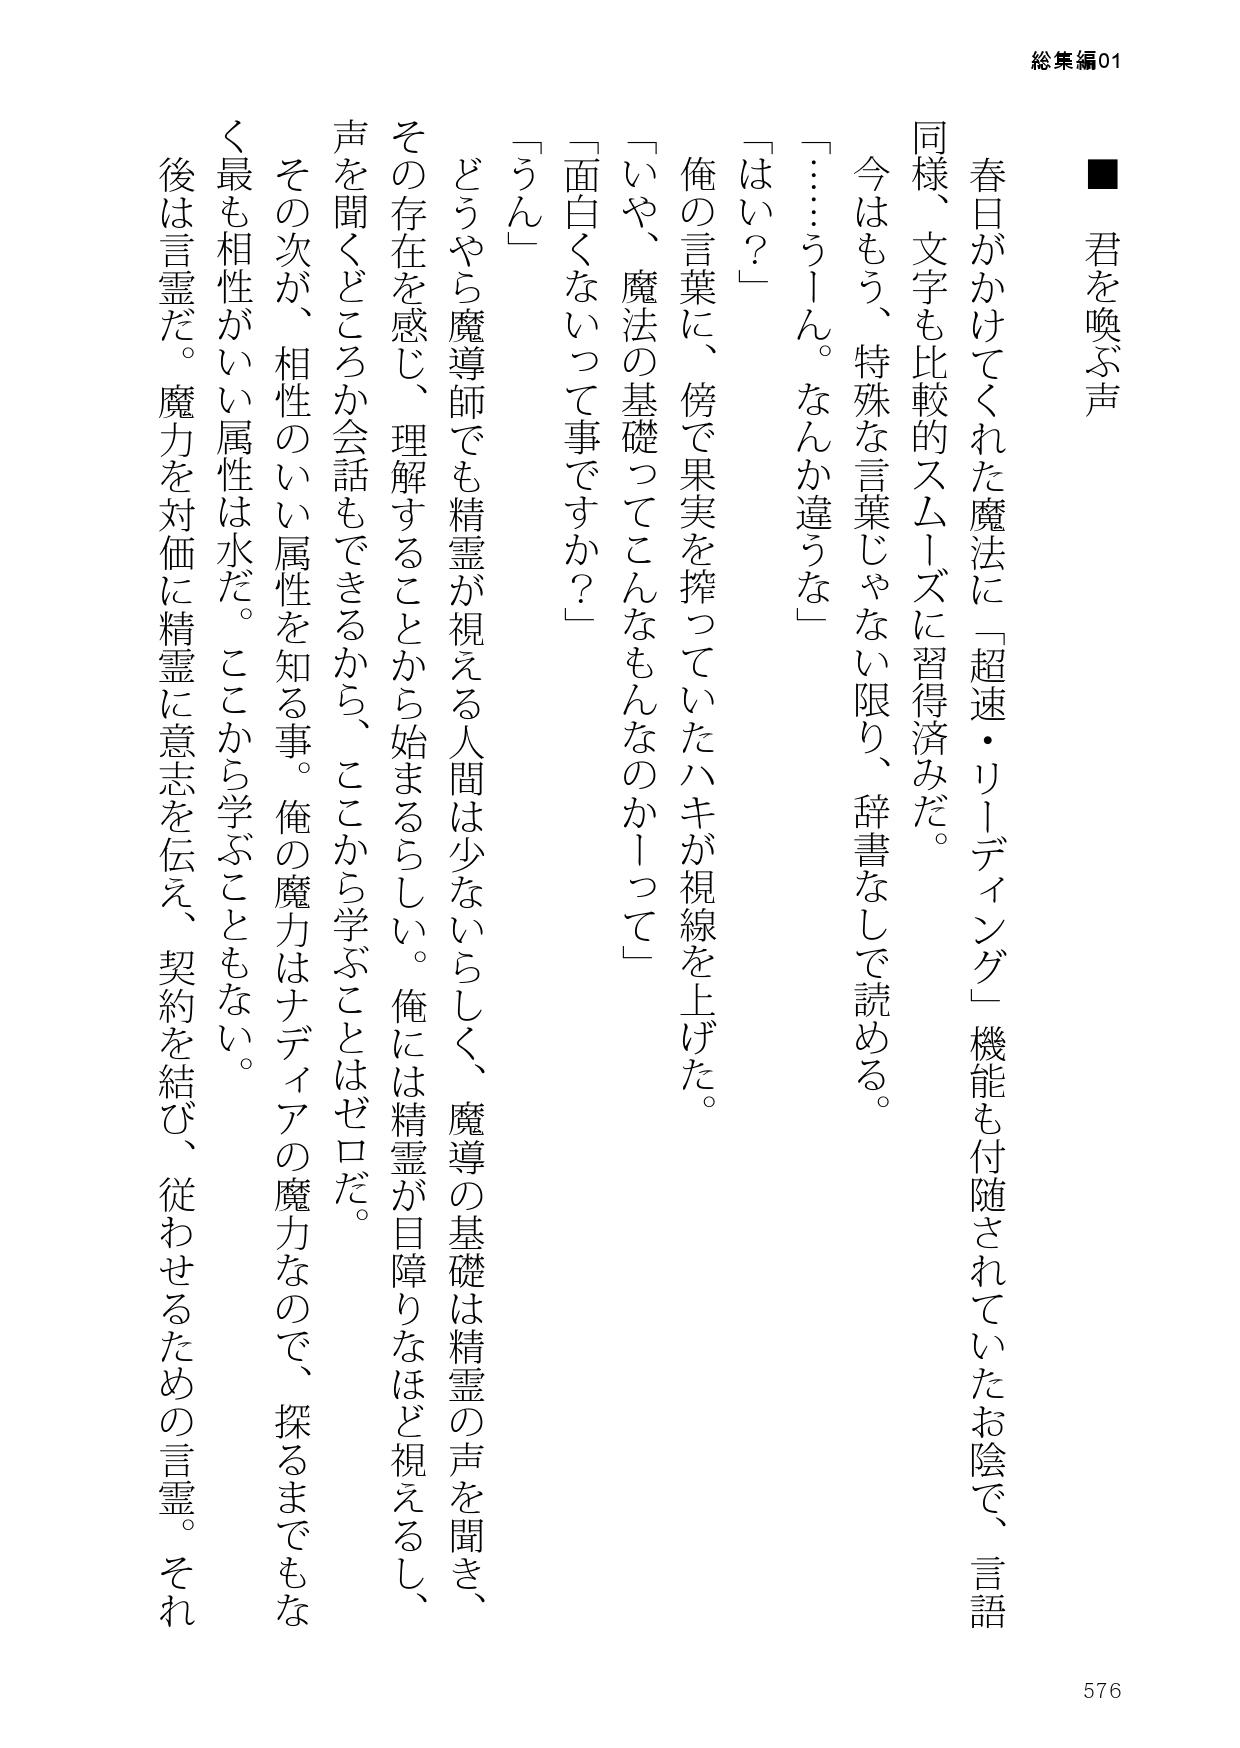 総集編01
■　君を喚ぶ声
　春日がかけてくれた魔法に「超速・リーディング」機能も付随されていたお陰で、言語
同様、文字も比較的スムーズに習得済みだ。
　今はもう、特殊な言葉じゃない限り、辞書なしで読める。
「……うーん。なんか違うな」
「はい？」
　俺の言葉に、傍で果実を搾っていたハキが視線を上げた。
「いや、魔法の基礎ってこんなもんなのかーって」
「面白くないって事ですか？」
「うん」
　どうやら魔導師でも精霊が視える人間は少ないらしく、魔導の基礎は精霊の声を聞き、
その存在を感じ、理解することから始まるらしい。俺には精霊が目障りなほど視えるし、
声を聞くどころか会話もできるから、ここから学ぶことはゼロだ。
　その次が、相性のいい属性を知る事。俺の魔力はナディアの魔力なので、探るまでもな
く最も相性がいい属性は水だ。ここから学ぶこともない。
　後は言霊だ。魔力を対価に精霊に意志を伝え、契約を結び、従わせるための言霊。それ
576